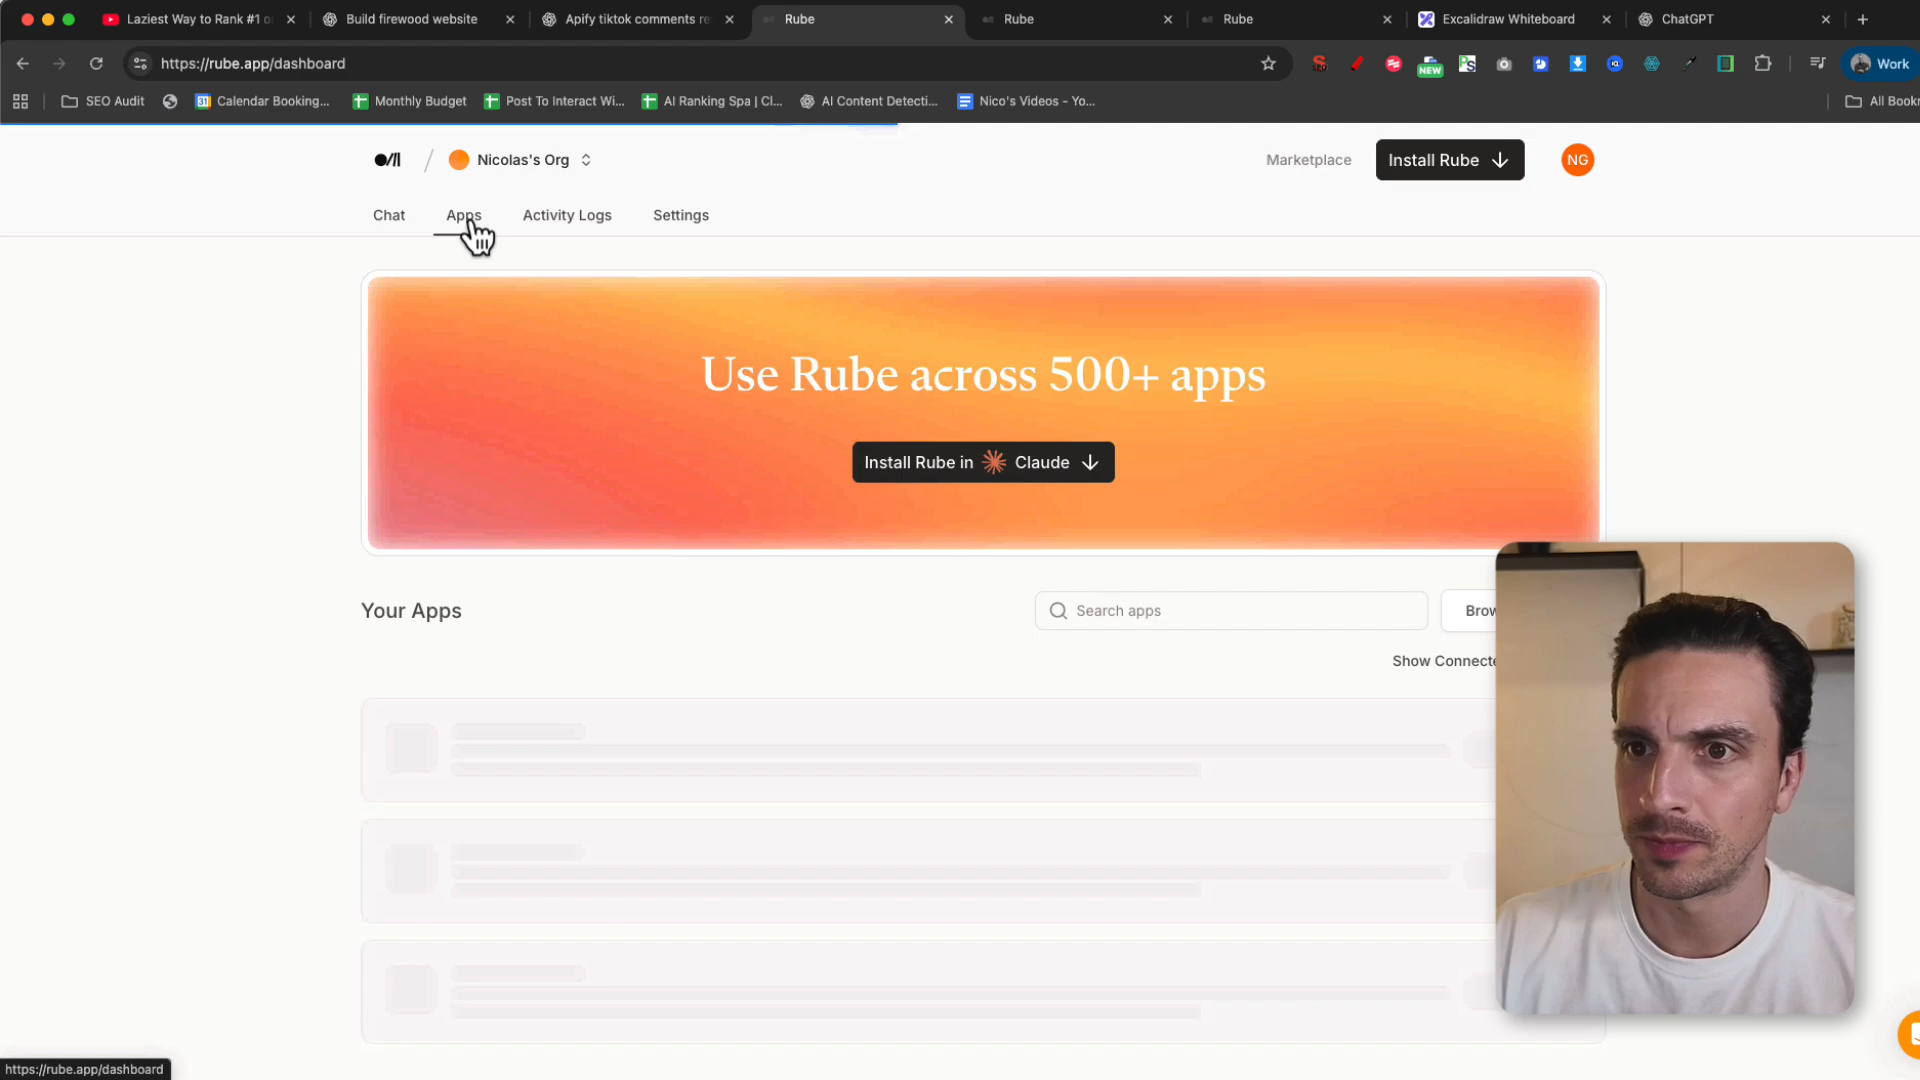 Laziest Way to Rank #1 o
Build firewood website
Apify tiktok comments re
Rube
Rube
Rube
Excalidraw Whiteboard
ChatGPT
https://rube.app/dashboard
NEW
Work
SEO Audit
Calendar Booking...
Monthly Budget
Post To Interact Wi...
AI Ranking Spa | Cl...
AI Content Detecti...
Nico's Videos - Yo...
All Bookr
Nicolas's Org
Marketplace
Install Rube
NG
Chat
Apps
Activity Logs
Settings
Use Rube across 500+ apps
Install Rube in Claude
Your Apps
Search apps
Brow
Show Connecte
https://rube.app/dashboard